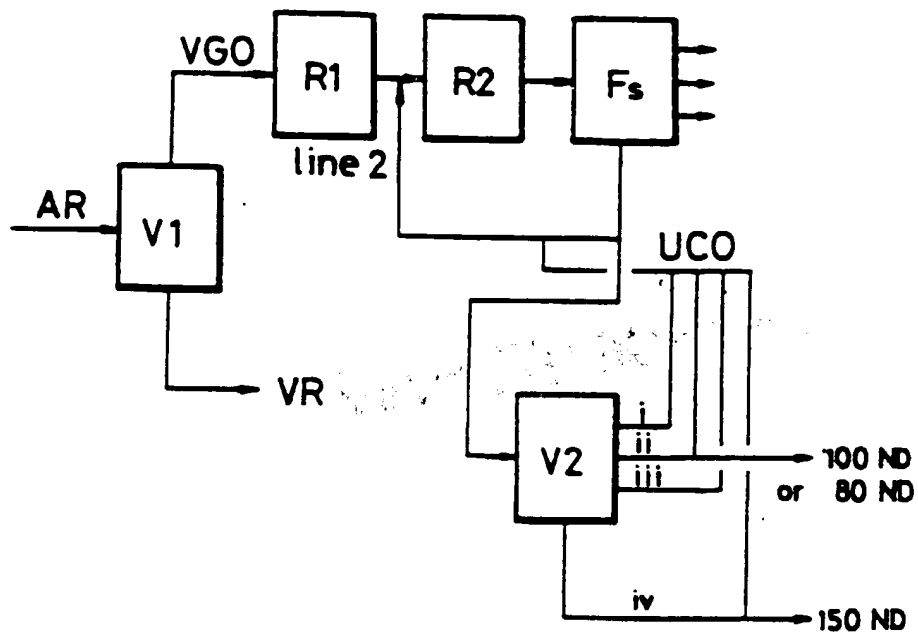 VGO
R1
R2
Fs
line 2
AR
V1
UCO
VR
i
ii
V2
iii
100 ND
or 80 ND
iv
150 ND